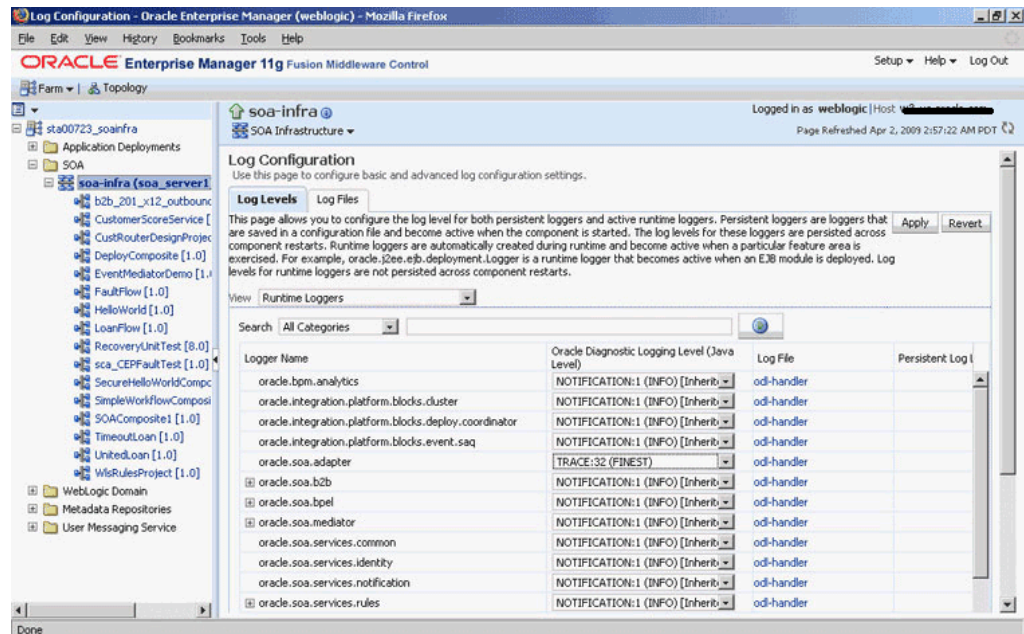 Log Configuration - Oracle Enterprise Manager (weblogic) - Mozilla Firefox
File Edit View History Bookmarks Tools Help
ORACLE Enterprise Manager 11g Fusion Middleware Control
Setup Help Log Out
Farm Topology
sta00723_soainfra
Application Deployments
SOA
soa-infra (soa_server1
b2b_201_x12_outbounc
CustomerScoreService [
CustRouterDesignProjec
DeployComposite [1.0]
EventMediatorDemo [1.
FaultFlow [1.0]
HelloWorld [1.0]
LoanFlow [1.0]
RecoveryUnitTest [8.0]
sca_CEPFaultTest [1.0]
SecureHelloWorldCompc
SimpleWorkflowComposi
SOAComposite1 [1.0]
TimeoutLoan [1.0]
UnitedLoan [1.0]
WlsRulesProject [1.0]
WebLogic Domain
Metadata Repositories
User Messaging Service
soa-infra
SOA Infrastructure
Logged in as weblogic|Host
Page Refreshed Apr 2, 2009 2:57:22 AM PDT
Log Configuration
Use this page to configure basic and advanced log configuration settings.
Log Levels Log Files
This page allows you to configure the log level for both persistent loggers and active runtime loggers. Persistent loggers are loggers that
are saved in a configuration file and become active when the component is started. The log levels for these loggers are persisted across
component restarts. Runtime loggers are automatically created during runtime and become active when a particular feature area is
exercised. For example, oracle.j2ee.ejb.deployment.Logger is a runtime logger that becomes active when an EJB module is deployed. Log
levels for runtime loggers are not persisted across component restarts.
Apply Revert
View Runtime Loggers
Search All Categories
Logger Name Oracle Diagnostic Logging Level (Java Level) Log File Persistent Log L
oracle.bpm.analytics NOTIFICATION:1 (INFO) [Inherit odl-handler
oracle.integration.platform.blocks.cluster NOTIFICATION:1 (INFO) [Inherit odl-handler
oracle.integration.platform.blocks.deploy.coordinator NOTIFICATION:1 (INFO) [Inherit odl-handler
oracle.integration.platform.blocks.event.saq NOTIFICATION:1 (INFO) [Inherit odl-handler
oracle.soa.adapter TRACE:32 (FINEST) odl-handler
oracle.soa.b2b NOTIFICATION:1 (INFO) [Inherit odl-handler
oracle.soa.bpel NOTIFICATION:1 (INFO) [Inherit odl-handler
oracle.soa.mediator NOTIFICATION:1 (INFO) [Inherit odl-handler
oracle.soa.services.common NOTIFICATION:1 (INFO) [Inherit odl-handler
oracle.soa.services.identity NOTIFICATION:1 (INFO) [Inherit odl-handler
oracle.soa.services.notification NOTIFICATION:1 (INFO) [Inherit odl-handler
oracle.soa.services.rules NOTIFICATION:1 (INFO) [Inherit odl-handler
Done